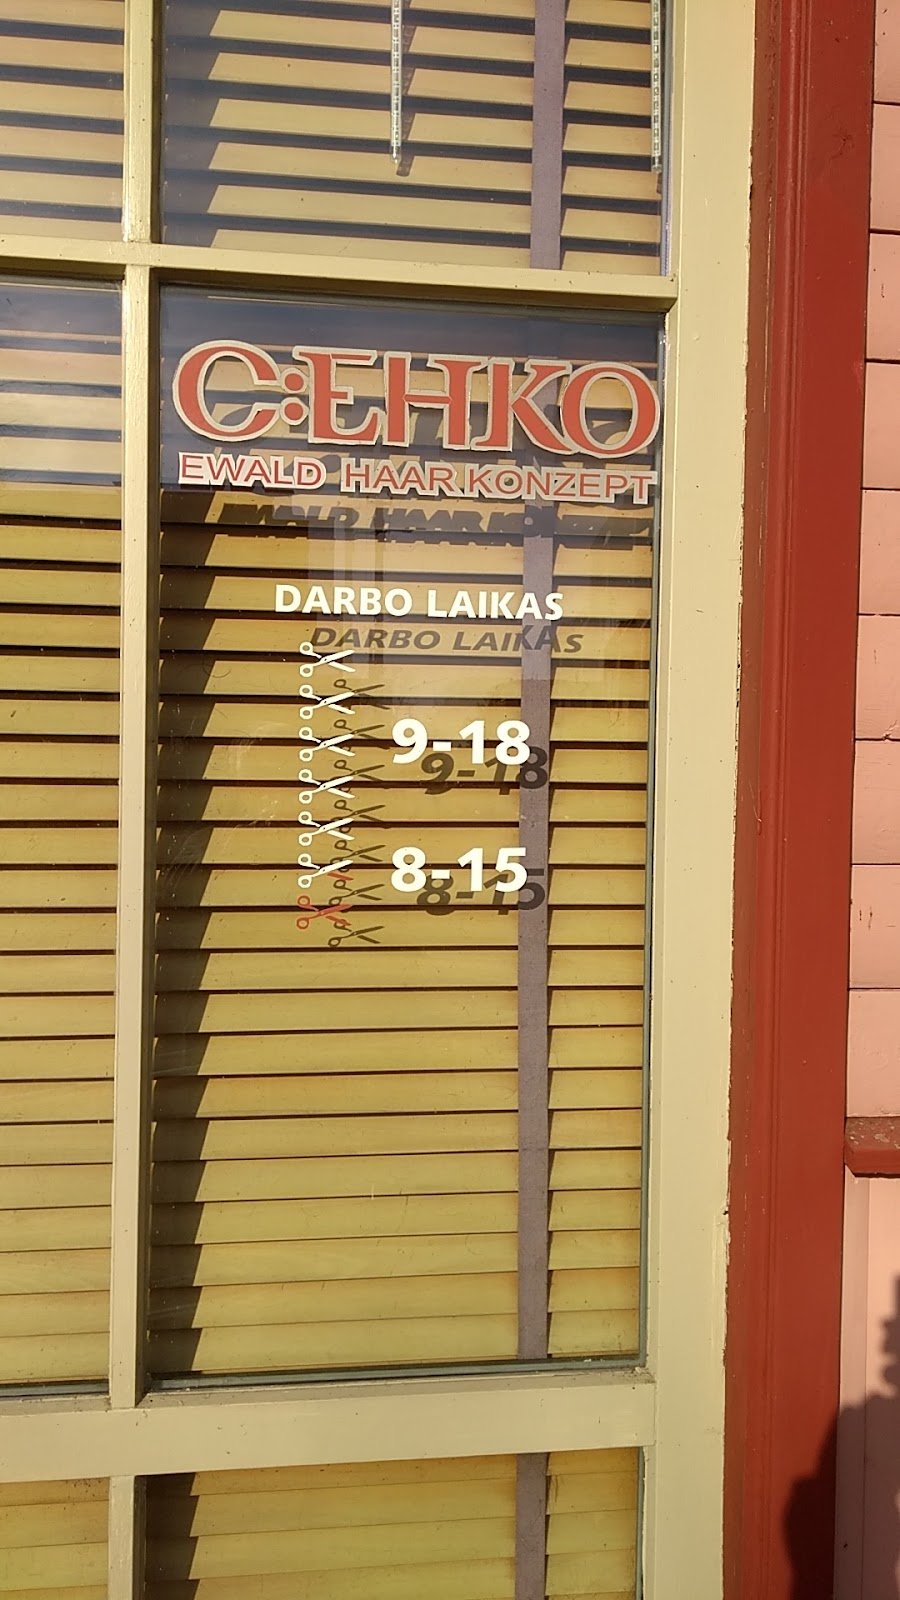 C:EHKO
EWALD HAAR KONZEPT
DARBO LAIKAS
9-18
8-15